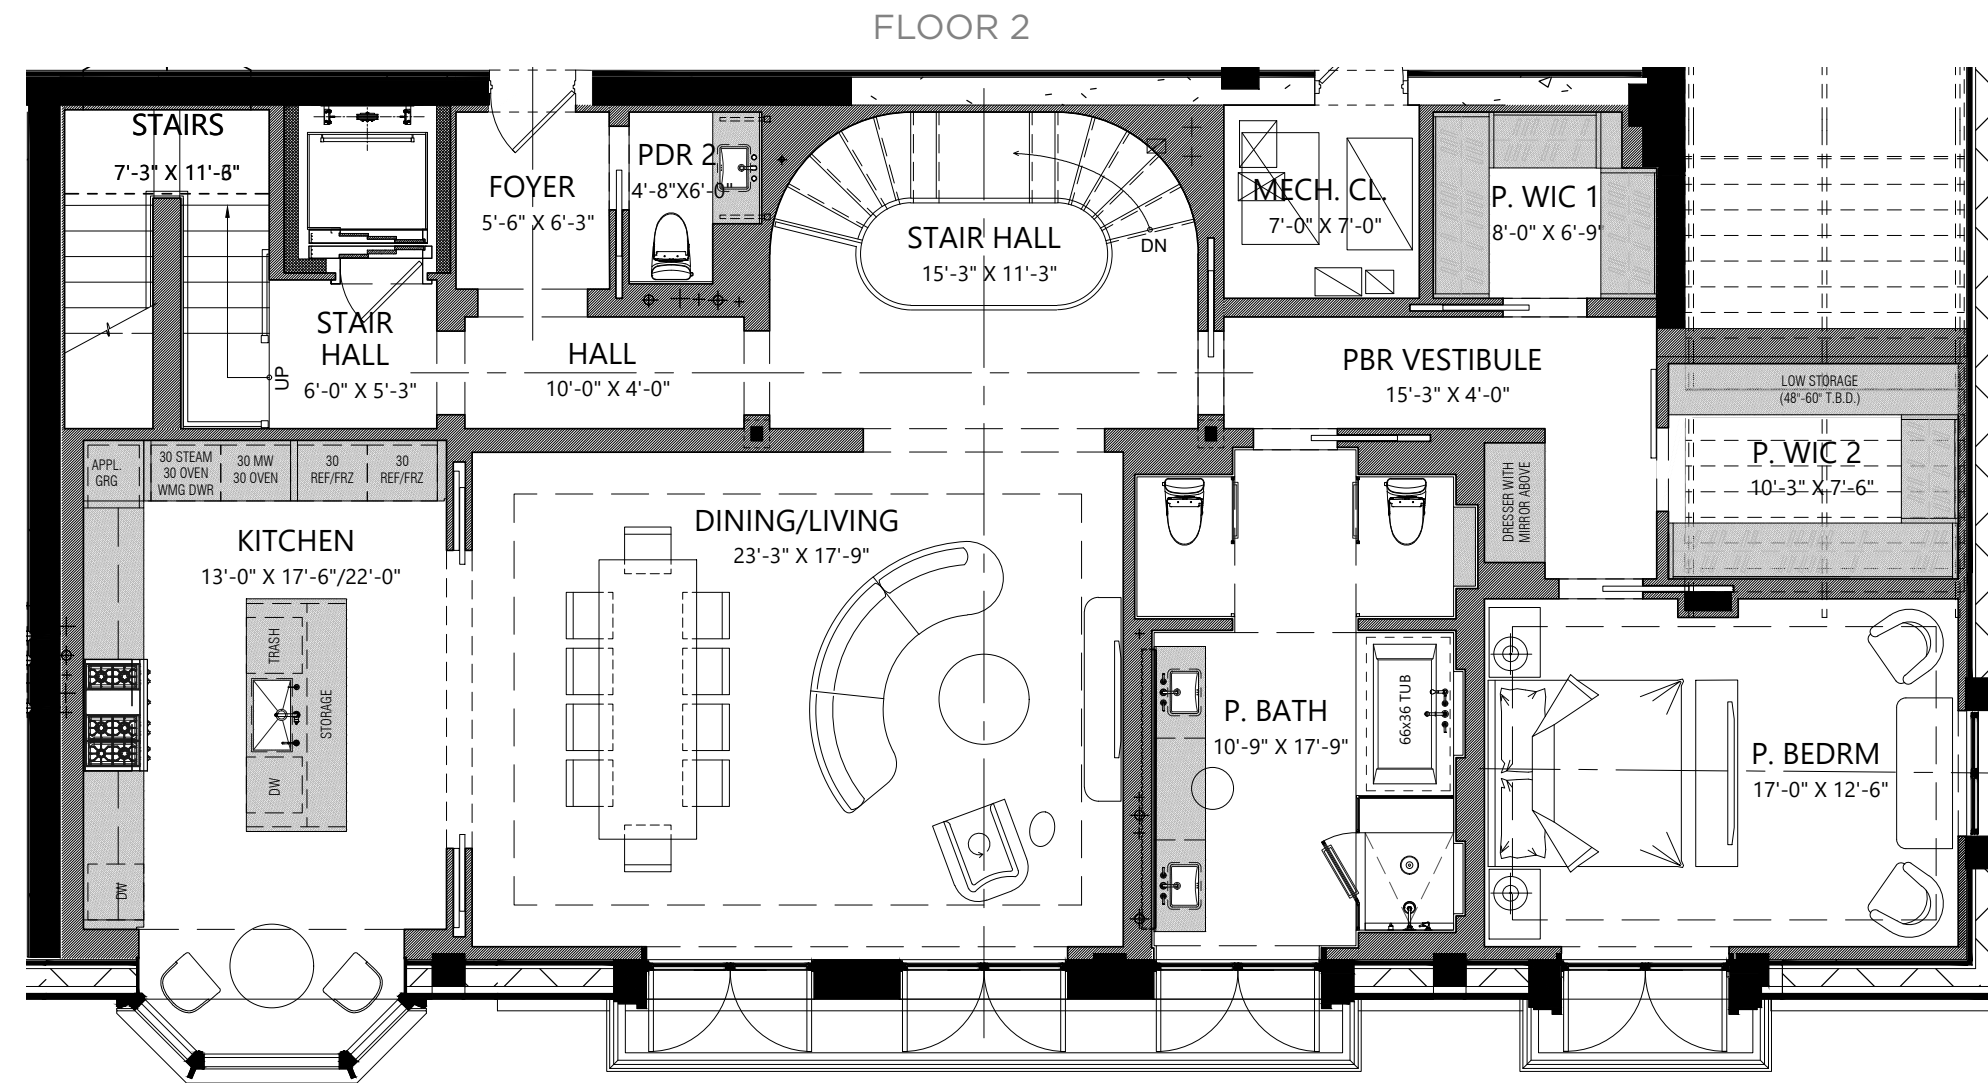 FLOOR 2
STAIRS
7'-3" X 11'-
FOYER
5'-6" X 6'-3"
PDR 2
4'-8"X6'-0"
STAIR HALL
15'-3" X 11'-3"
DN
MECH. CL.
7'-0" X 7'-0"
P. WIC 1
8'-0" X 6'-9"
STAIR
HALL
6'-0" X 5'-3"
UP
HALL
10'-0" X 4'-0"
PBR VESTIBULE
15'-3" X 4'-0"
LOW STORAGE
(48"-60" T.B.D.)
P. WIC 2
10'-3" X 7'-6"
APPL.
GRG
30 STEAM
30 OVEN
WMG DWR
30 MW
30 OVEN
30
REF/FRZ
30
REF/FRZ
DRESSER WITH
MIRROR ABOVE
KITCHEN
13'-0" X 17'-6"/22'-0"
DINING/LIVING
23'-3" X 17'-9"
TRASH
STORAGE
DW
DW
P. BATH
10'-9" X 17'-9"
66x36 TUB
P. BEDRM
17'-0" X 12'-6"